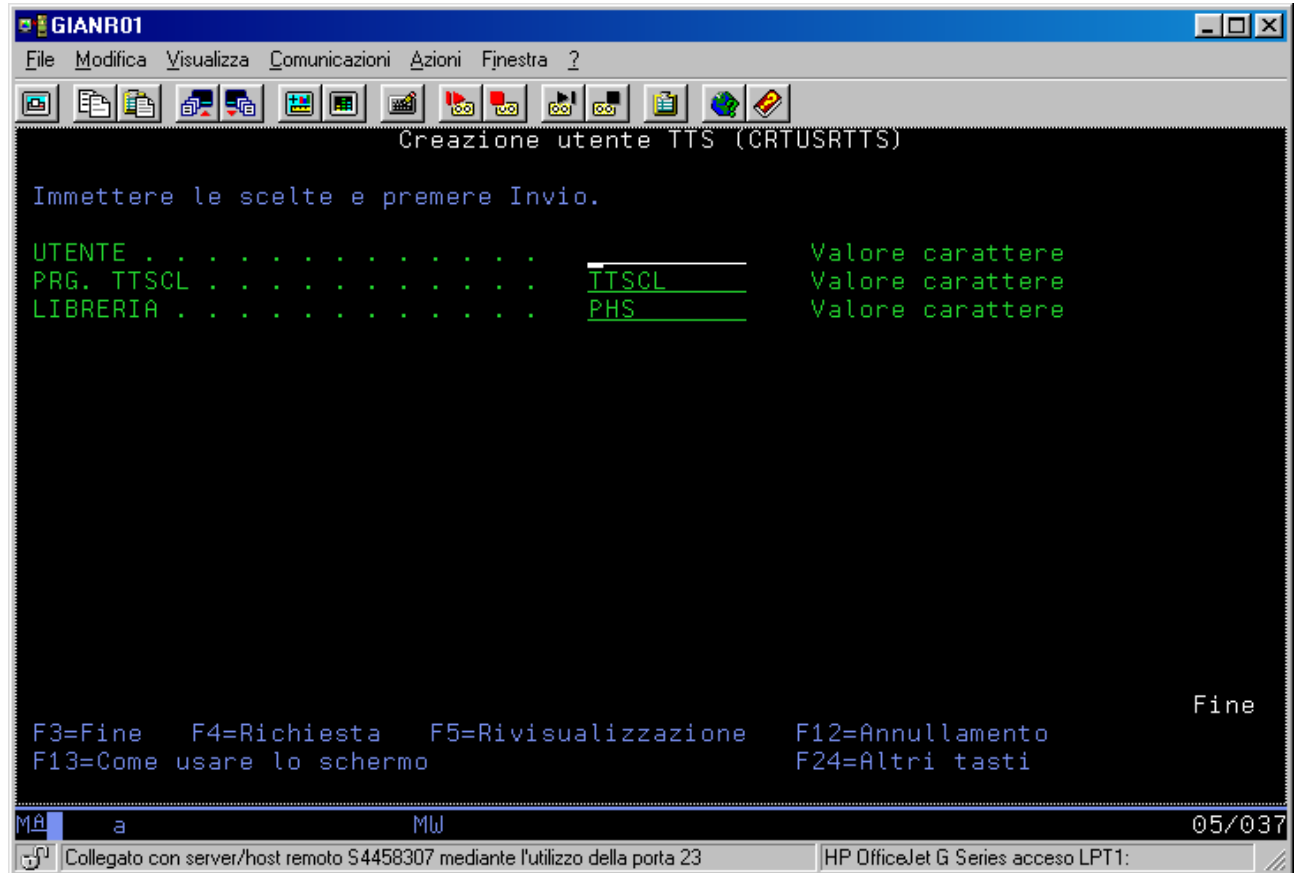 GIANR01
File Modifica Visualizza Comunicazioni Azioni Finestra ?
Creazione utente TTS (CRTUSRTTS)
Immettere le scelte e premere Invio.
UTENTE . . . . . . . . . . . . . Valore carattere
PRG. TTSCL . . . . . . . . . . . TTSCL Valore carattere
LIBRERIA . . . . . . . . . . . . PHS Valore carattere
Fine
F3=Fine F4=Richiesta F5=Rivisualizzazione F12=Annullamento
F13=Come usare lo schermo F24=Altri tasti
MA a MW 05/037
Collegato con server/host remoto S4458307 mediante l'utilizzo della porta 23 HP OfficeJet G Series acceso LPT1: